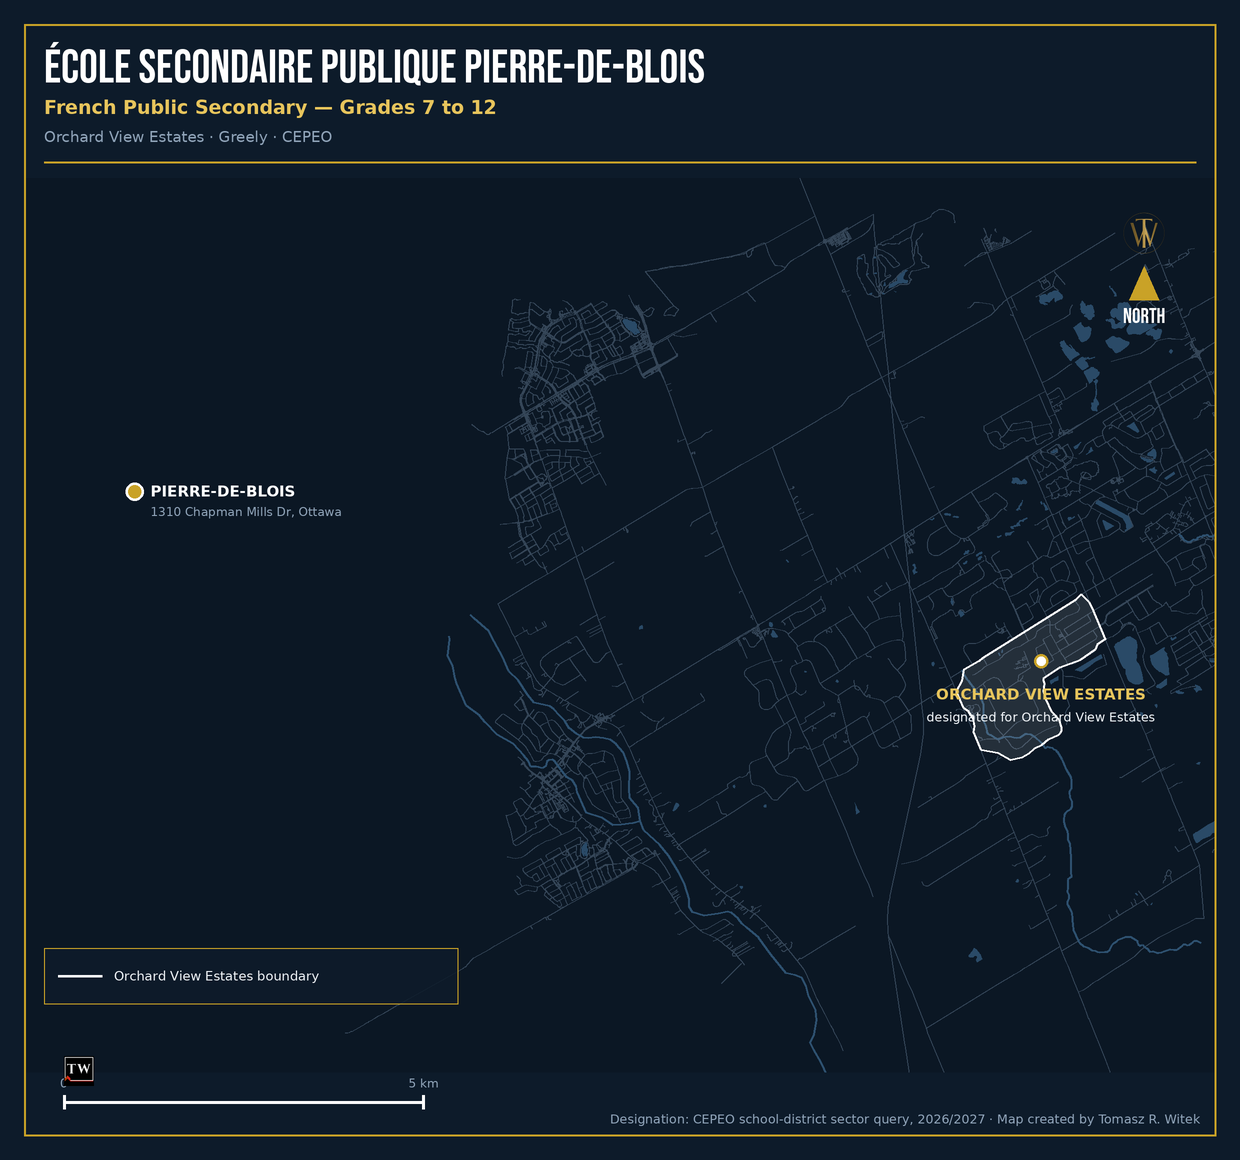 ÉCOLE SECONDAIRE PUBLIQUE PIERRE-DE-BLOIS
French Public Secondary — Grades 7 to 12
Orchard View Estates · Greely · CEPEO
TW
NORTH
PIERRE-DE-BLOIS
1310 Chapman Mills Dr, Ottawa
ORCHARD VIEW ESTATES
designated for Orchard View Estates
Orchard View Estates boundary
TW
0 5 km
Designation: CEPEO school-district sector query, 2026/2027 · Map created by Tomasz R. Witek